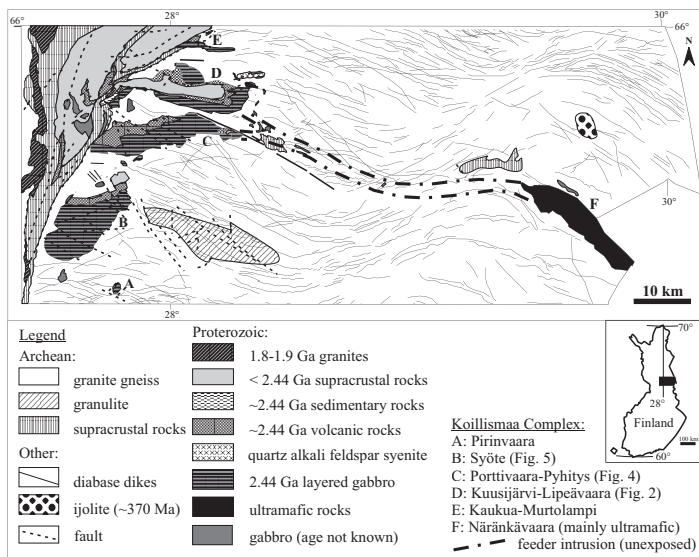 66°
28°
30°
66°
N
E
D
C
B
A
F
30°
10 km
28°
Legend
Archean:
granite gneiss
granulite
supracrustal rocks
Other:
diabase dikes
ijolite (~370 Ma)
fault
Proterozoic:
1.8-1.9 Ga granites
< 2.44 Ga supracrustal rocks
~2.44 Ga sedimentary rocks
~2.44 Ga volcanic rocks
quartz alkali feldspar syenite
2.44 Ga layered gabbro
ultramafic rocks
gabbro (age not known)
Koillismaa Complex:
A: Pirinvaara
B: Syöte (Fig. 5)
C: Porttivaara-Pyhitys (Fig. 4)
D: Kuusijärvi-Lipeävaara (Fig. 2)
E: Kaukua-Murtolampi
F: Näränkävaara (mainly ultramafic)
feeder intrusion (unexposed)
70°
28°
Finland
100 km
60°